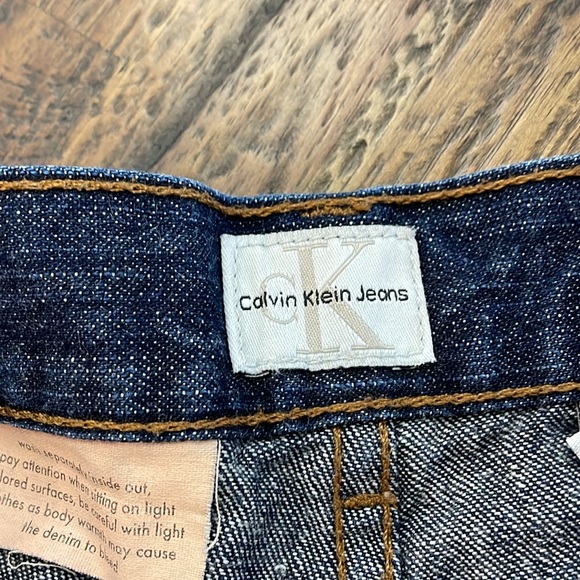 CK
Calvin Klein Jeans
wash separately inside out,
pay attention when sitting on light
lored surfaces, be careful with light
thes as body warmth may cause
the denim to bleed